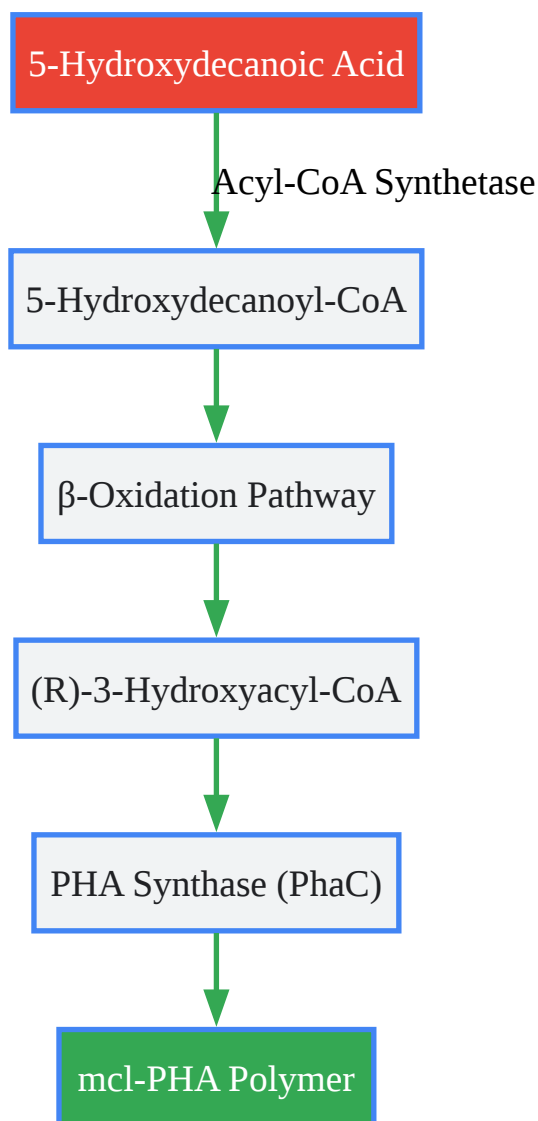 5-Hydroxydecanoic Acid
Acyl-CoA Synthetase
5-Hydroxydecanoyl-CoA
β-Oxidation Pathway
(R)-3-Hydroxyacyl-CoA
PHA Synthase (PhaC)
mcl-PHA Polymer